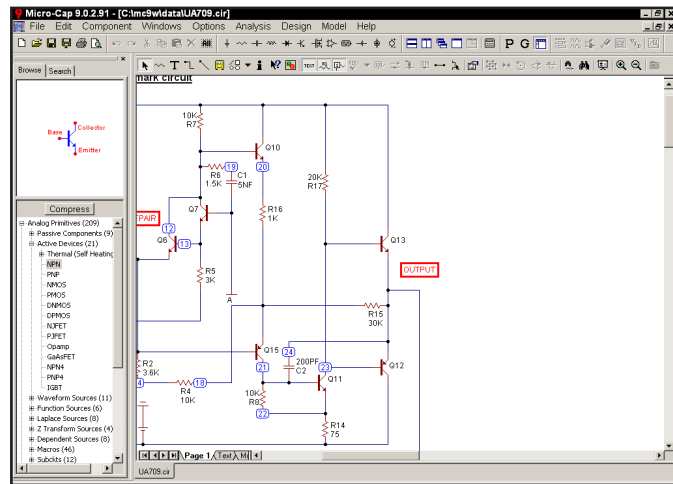 Micro-Cap 9.0.2.91 - [C:\mc9w\data\UA709.cir]
File Edit Component Windows Options Analysis Design Model Help
P G
TEXT
Browse Search
mark circuit
Base
Collector
Emitter
Compress
Analog Primitives (209)
Passive Components (9)
Active Devices (21)
Thermal (Self Heating
NPN
PNP
NMOS
PMOS
DNMOS
DPMOS
NJFET
PJFET
Opamp
GaAsFET
NPN4
PNP4
IGBT
Waveform Sources (11)
Function Sources (6)
Laplace Sources (8)
Z Transform Sources (4)
Dependent Sources (8)
Macros (46)
Subckts (12)
10K
R7
Q10
R6
1.5K
19
C1
5NF
20
20K
R17
PAIR
12
Q7
R16
1K
Q6
13
Q13
R5
3K
OUTPUT
A
R15
30K
Q15
24
200PF
C2
21
23
Q12
R2
3.6K
4
18
R4
10K
Q11
10K
R8
22
R14
75
Page 1 Text
UA709.cir